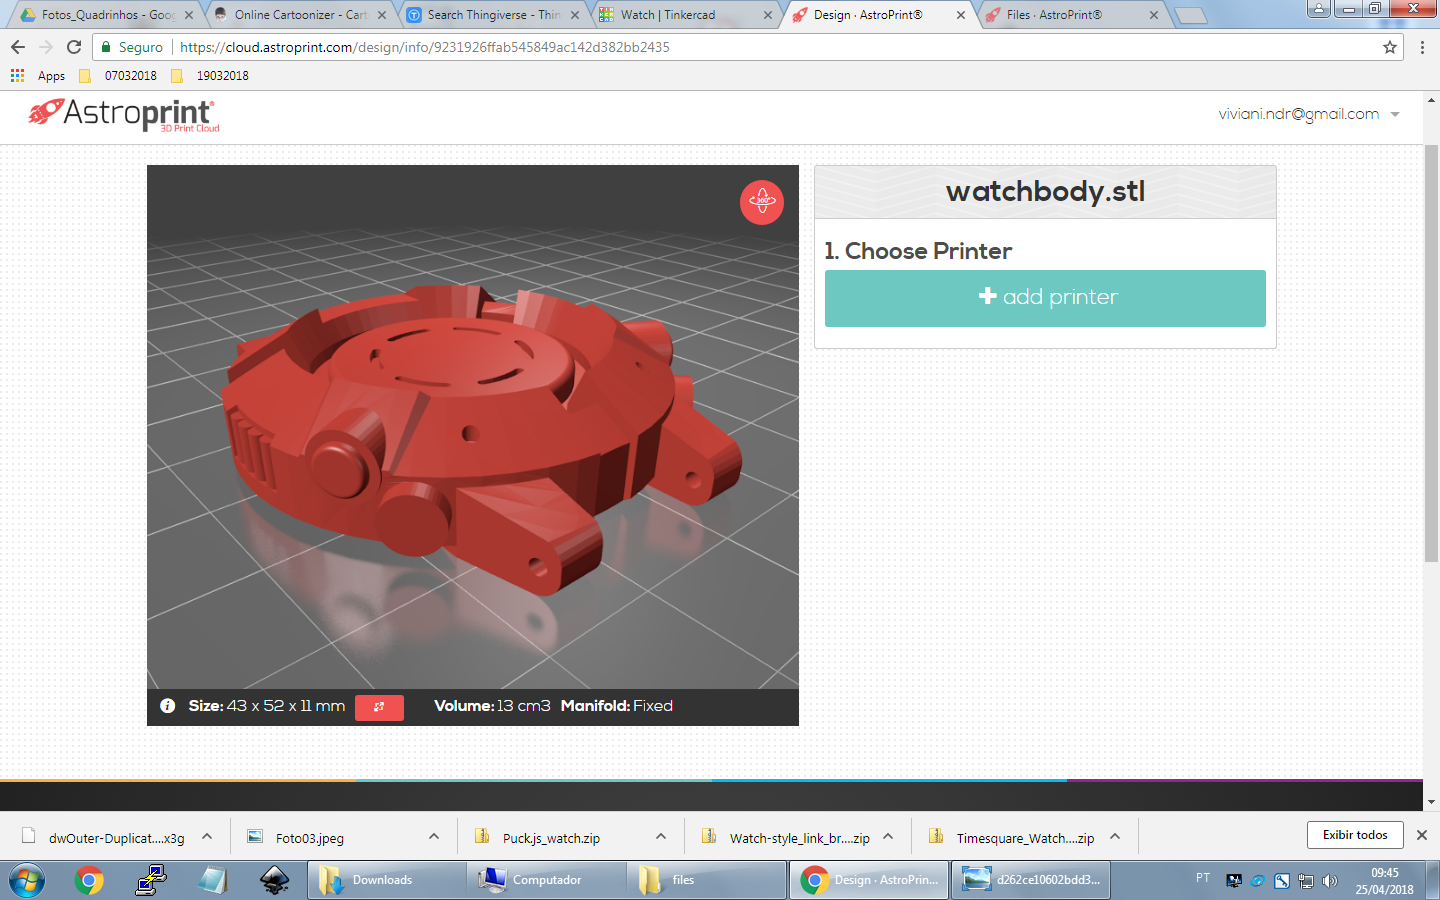 Fotos_Quadrinhos - Goog
Online Cartoonizer - Cart
Search Thingiverse - Thin
Watch | Tinkercad
Design · AstroPrint®
Files · AstroPrint®
Seguro
https://cloud.astroprint.com/design/info/9231926ffab545849ac142d382bb2435
Apps
07032018
19032018
Astroprint®
3D Print Cloud
viviani.ndr@gmail.com
360°
watchbody.stl
1. Choose Printer
+ add printer
Size: 43 x 52 x 11 mm
Volume: 13 cm3
Manifold: Fixed
dwOuter-Duplicat....x3g
Foto03.jpeg
Puck.js_watch.zip
Watch-style_link_br....zip
Timesquare_Watch....zip
Exibir todos
Downloads
Computador
files
Design · AstroPrin...
d262ce10602bdd3...
PT
09:45
25/04/2018